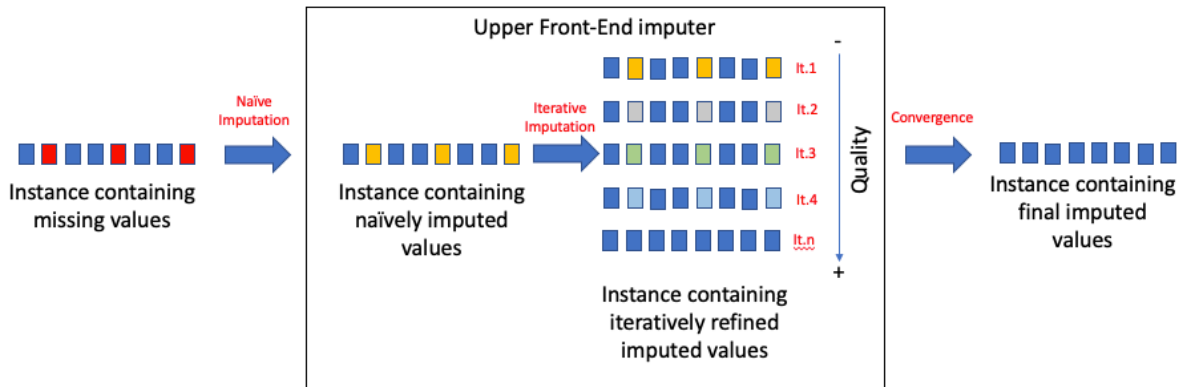 Upper Front-End imputer
Naïve
Imputation
Instance containing
missing values
Instance containing
naïvely imputed
values
Iterative
Imputation
It.1
It.2
It.3
It.4
It.n
-
Quality
+
Instance containing
iteratively refined
imputed values
Convergence
Instance containing
final imputed
values